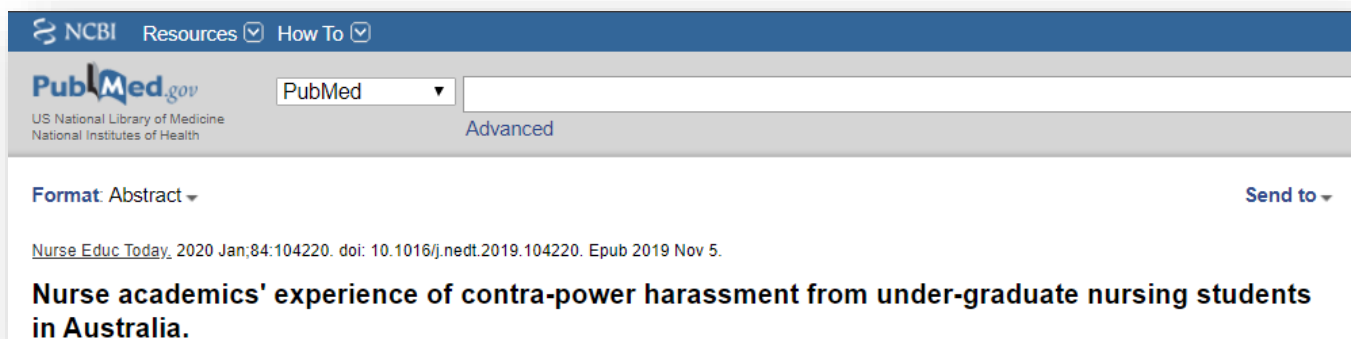 NCBI Resources How To
PubMed.gov
US National Library of Medicine
National Institutes of Health
PubMed
Advanced
Format: Abstract
Send to
Nurse Educ Today. 2020 Jan;84:104220. doi: 10.1016/j.nedt.2019.104220. Epub 2019 Nov 5.
Nurse academics' experience of contra-power harassment from under-graduate nursing students
in Australia.